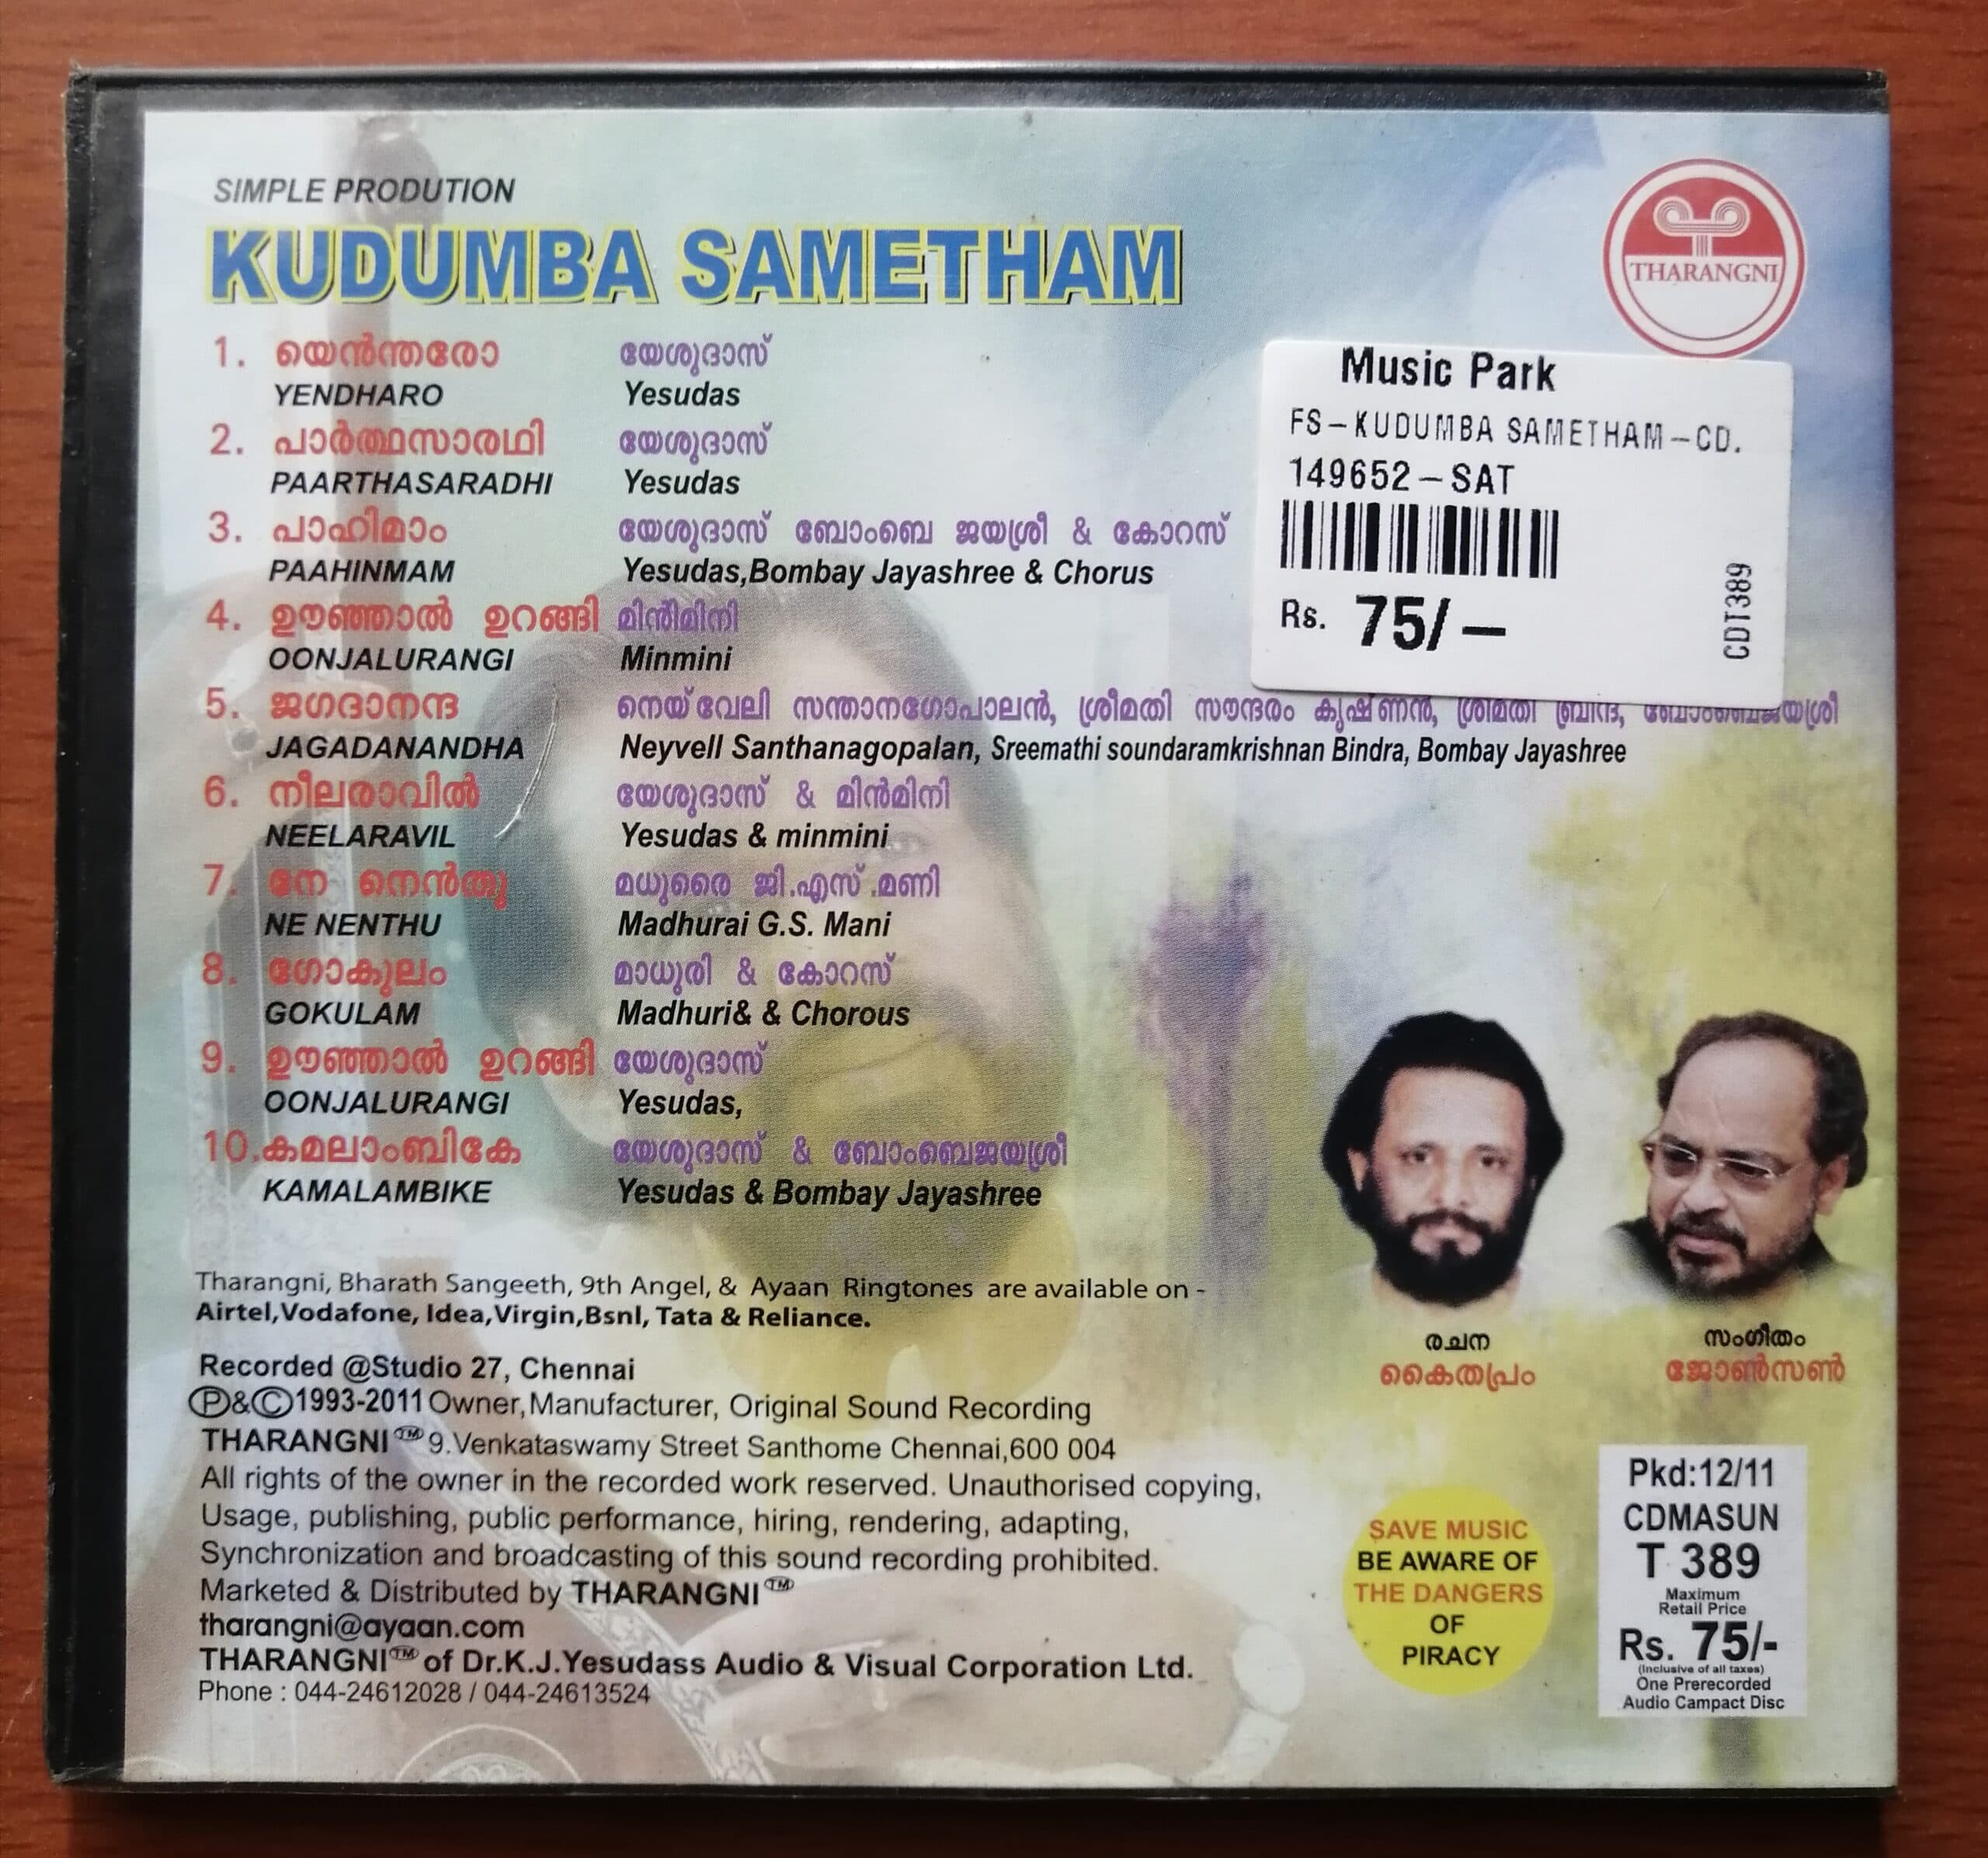 SIMPLE PRODUTION
KUDUMBA SAMETHAM
THARANGNI
1. യെൻന്തരോ യേശുദാസ്
YENDHARO Yesudas
2. പാർത്ഥസാരഥി യേശുദാസ്
PAARTHASARADHI Yesudas
3. പാഹിമാം യേശുദാസ് ബോംബെ ജയശ്രീ & കോറസ്
PAAHINMAM Yesudas,Bombay Jayashree & Chorus
4. ഊഞ്ഞാൽ ഉറങ്ങി മിൻമിനി
OONJALURANGI Minmini
5. ജഗദാനന്ദ നെയ്വേലി സന്താനഗോപാലൻ, ശ്രീമതി സൗന്ദരം കൃഷ്ണൻ, ശ്രീമതി ബ്രിന്ദ, ബോംബെജയശ്രീ
JAGADANANDHA Neyvell Santhanagopalan, Sreemathi soundaramkrishnan Bindra, Bombay Jayashree
6. നീലരാവിൽ യേശുദാസ് & മിൻമിനി
NEELARAVIL Yesudas & minmini
7. നേ നെൻതു മധുരൈ ജി.എസ്.മണി
NE NENTHU Madhurai G.S. Mani
8. ഗോകുലം മാധുരി & കോറസ്
GOKULAM Madhuri& & Chorous
9. ഊഞ്ഞാൽ ഉറങ്ങി യേശുദാസ്
OONJALURANGI Yesudas,
10.കമലാംബികേ യേശുദാസ് & ബോംബെജയശ്രീ
KAMALAMBIKE Yesudas & Bombay Jayashree
Music Park
FS-KUDUMBA SAMETHAM-CD.
149652-SAT
Rs. 75/-
CDT389
രചന
കൈതപ്രം
സംഗീതം
ജോൺസൺ
Tharangni, Bharath Sangeeth, 9th Angel, & Ayaan Ringtones are available on -
Airtel,Vodafone, Idea,Virgin,Bsnl, Tata & Reliance.
Recorded @Studio 27, Chennai
Ⓟ&Ⓒ1993-2011 Owner,Manufacturer, Original Sound Recording
THARANGNI TM 9.Venkataswamy Street Santhome Chennai,600 004
All rights of the owner in the recorded work reserved. Unauthorised copying,
Usage, publishing, public performance, hiring, rendering, adapting,
Synchronization and broadcasting of this sound recording prohibited.
Marketed & Distributed by THARANGNI TM
tharangni@ayaan.com
THARANGNI TM of Dr.K.J.Yesudass Audio & Visual Corporation Ltd.
Phone : 044-24612028 / 044-24613524
SAVE MUSIC
BE AWARE OF
THE DANGERS
OF
PIRACY
Pkd:12/11
CDMASUN
T 389
Maximum
Retail Price
Rs. 75/-
(Inclusive of all taxes)
One Prerecorded
Audio Campact Disc